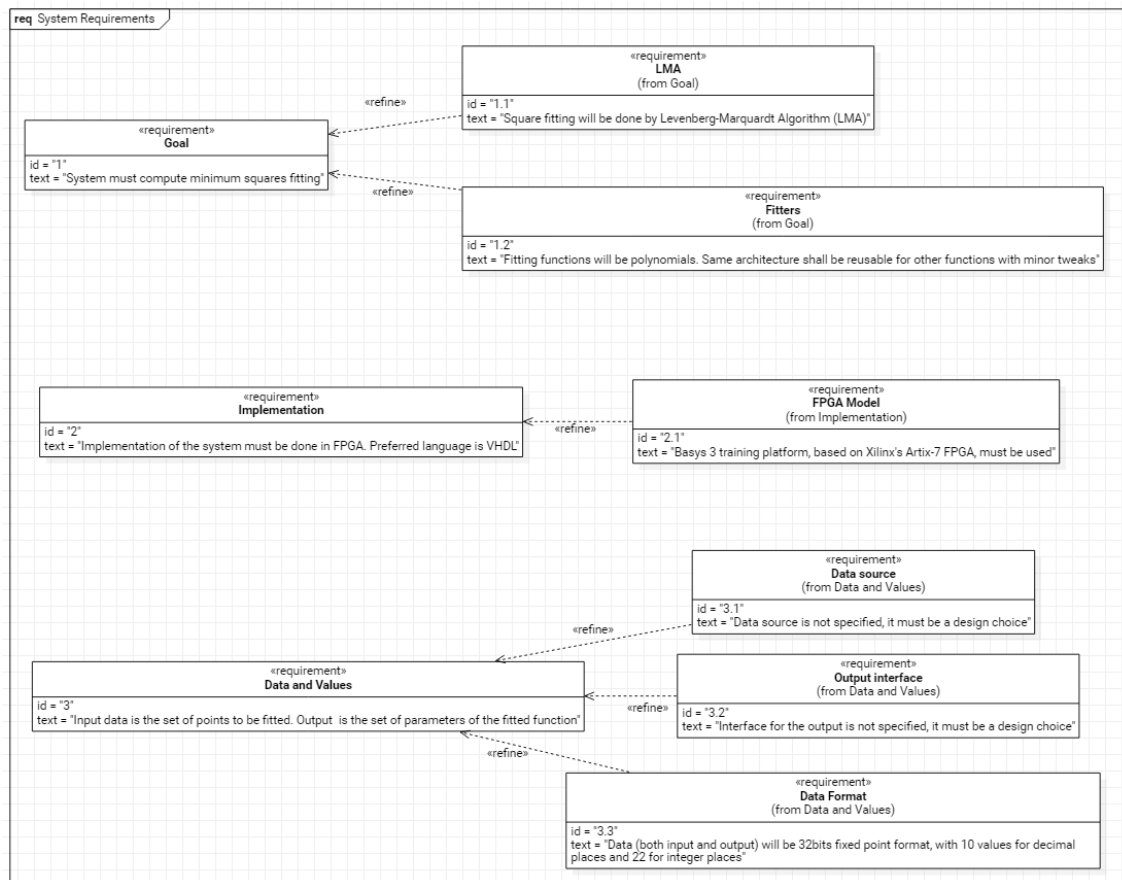 req System Requirements
«requirement»
LMA
(from Goal)
id = "1.1"
text = "Square fitting will be done by Levenberg-Marquardt Algorithm (LMA)"
«refine»
«requirement»
Goal
id = "1"
text = "System must compute minimum squares fitting"
«refine»
«requirement»
Fitters
(from Goal)
id = "1.2"
text = "Fitting functions will be polynomials. Same architecture shall be reusable for other functions with minor tweaks"
«requirement»
Implementation
id = "2"
text = "Implementation of the system must be done in FPGA. Preferred language is VHDL"
«refine»
«requirement»
FPGA Model
(from Implementation)
id = "2.1"
text = "Basys 3 training platform, based on Xilinx's Artix-7 FPGA, must be used"
«requirement»
Data source
(from Data and Values)
id = "3.1"
text = "Data source is not specified, it must be a design choice"
«refine»
«requirement»
Data and Values
id = "3"
text = "Input data is the set of points to be fitted. Output  is the set of parameters of the fitted function"
«refine»
«requirement»
Output interface
(from Data and Values)
id = "3.2"
text = "Interface for the output is not specified, it must be a design choice"
«refine»
«requirement»
Data Format
(from Data and Values)
id = "3.3"
text = "Data (both input and output) will be 32bits fixed point format, with 10 values for decimal
places and 22 for integer places"